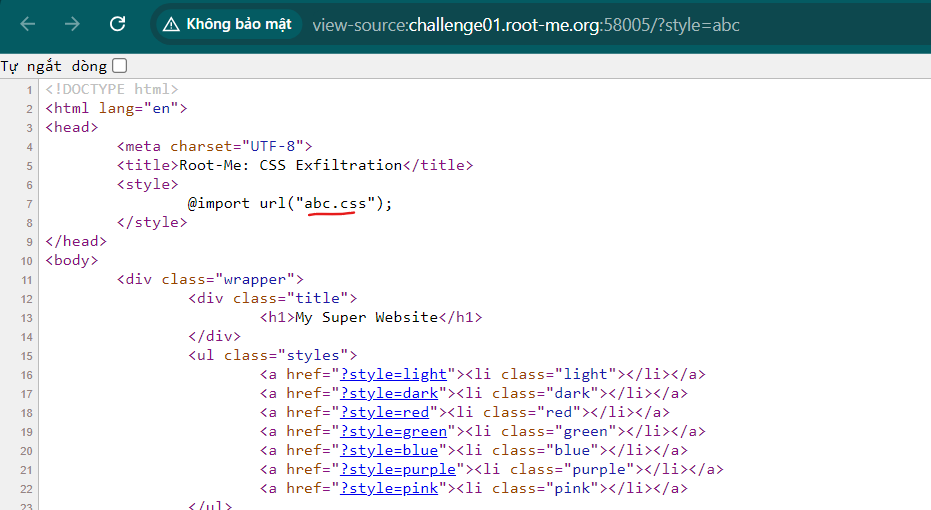 Không bảo mật view-source:challenge01.root-me.org:58005/?style=abc
Tự ngắt dòng
1 <!DOCTYPE html>
2 <html lang="en">
3 <head>
4 <meta charset="UTF-8">
5 <title>Root-Me: CSS Exfiltration</title>
6 <style>
7 @import url("abc.css");
8 </style>
9 </head>
10 <body>
11 <div class="wrapper">
12 <div class="title">
13 <h1>My Super Website</h1>
14 </div>
15 <ul class="styles">
16 <a href="?style=light"><li class="light"></li></a>
17 <a href="?style=dark"><li class="dark"></li></a>
18 <a href="?style=red"><li class="red"></li></a>
19 <a href="?style=green"><li class="green"></li></a>
20 <a href="?style=blue"><li class="blue"></li></a>
21 <a href="?style=purple"><li class="purple"></li></a>
22 <a href="?style=pink"><li class="pink"></li></a>
23 </ul>